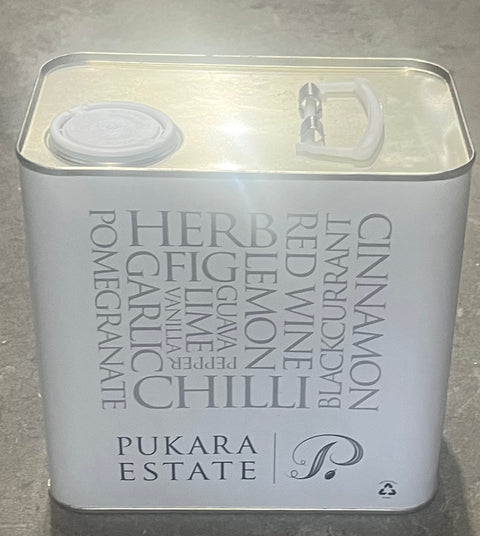 POMEGRANATE
HERB
FIG
GARLIC
VANILLA
LIME
GUAVA
PEPPER
LEMON
RED WINE
BLACKCURRANT
CINNAMON
CHILLI
PUKARA
ESTATE
P